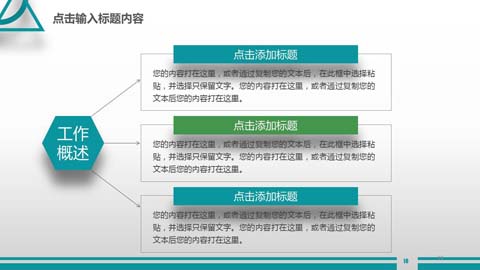 点击输入标题内容
点击添加标题
您的内容打在这里，或者通过复制您的文本后，在此框中选择粘
贴，并选择只保留文字。您的内容打在这里，或者通过复制您的
文本后您的内容打在这里。
工作
概述
点击添加标题
您的内容打在这里，或者通过复制您的文本后，在此框中选择粘
贴，并选择只保留文字。您的内容打在这里，或者通过复制您的
文本后您的内容打在这里。
点击添加标题
您的内容打在这里，或者通过复制您的文本后，在此框中选择粘
贴，并选择只保留文字。您的内容打在这里，或者通过复制您的
文本后您的内容打在这里。